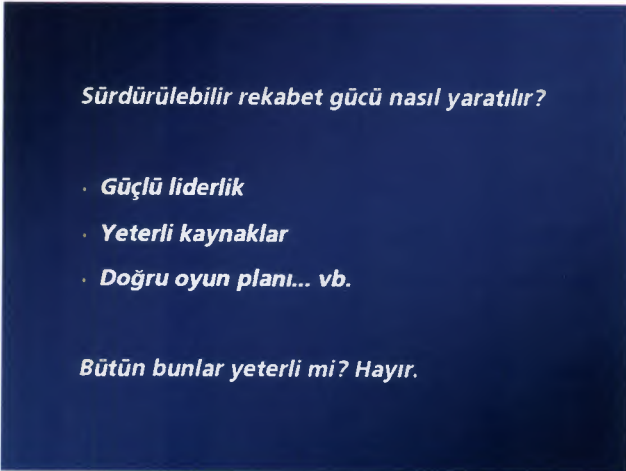 Sürdürülebilir rekabet gücü nasıl yaratılır?
· Güçlü liderlik
· Yeterli kaynaklar
· Doğru oyun planı... vb.
Bütün bunlar yeterli mi? Hayır.